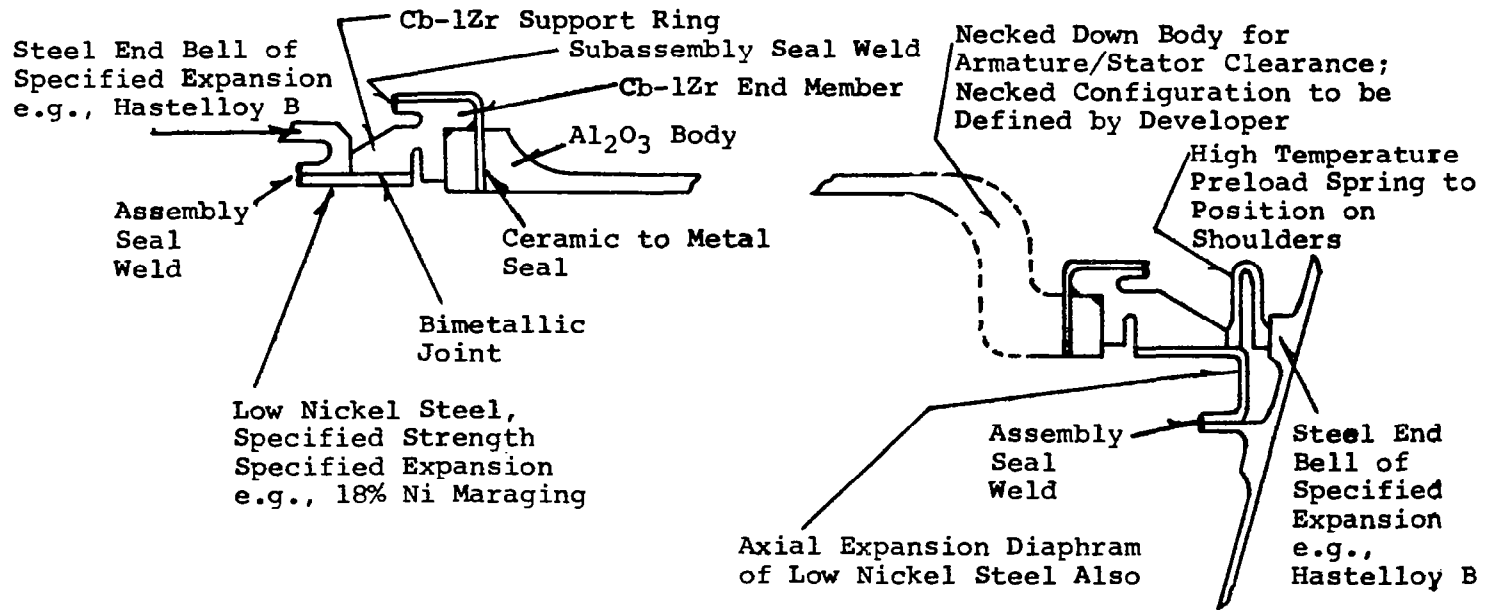 Cb-1Zr Support Ring
Steel End Bell of
Specified Expansion
e.g., Hastelloy B
Subassembly Seal Weld
Cb-1Zr End Member
Al2O3 Body
Assembly
Seal
Weld
Ceramic to Metal
Seal
Bimetallic
Joint
Low Nickel Steel,
Specified Strength
Specified Expansion
e.g., 18% Ni Maraging
Necked Down Body for
Armature/Stator Clearance;
Necked Configuration to be
Defined by Developer
High Temperature
Preload Spring to
Position on
Shoulders
Assembly
Seal
Weld
Steel End
Bell of
Specified
Expansion
e.g.,
Hastelloy B
Axial Expansion Diaphram
of Low Nickel Steel Also